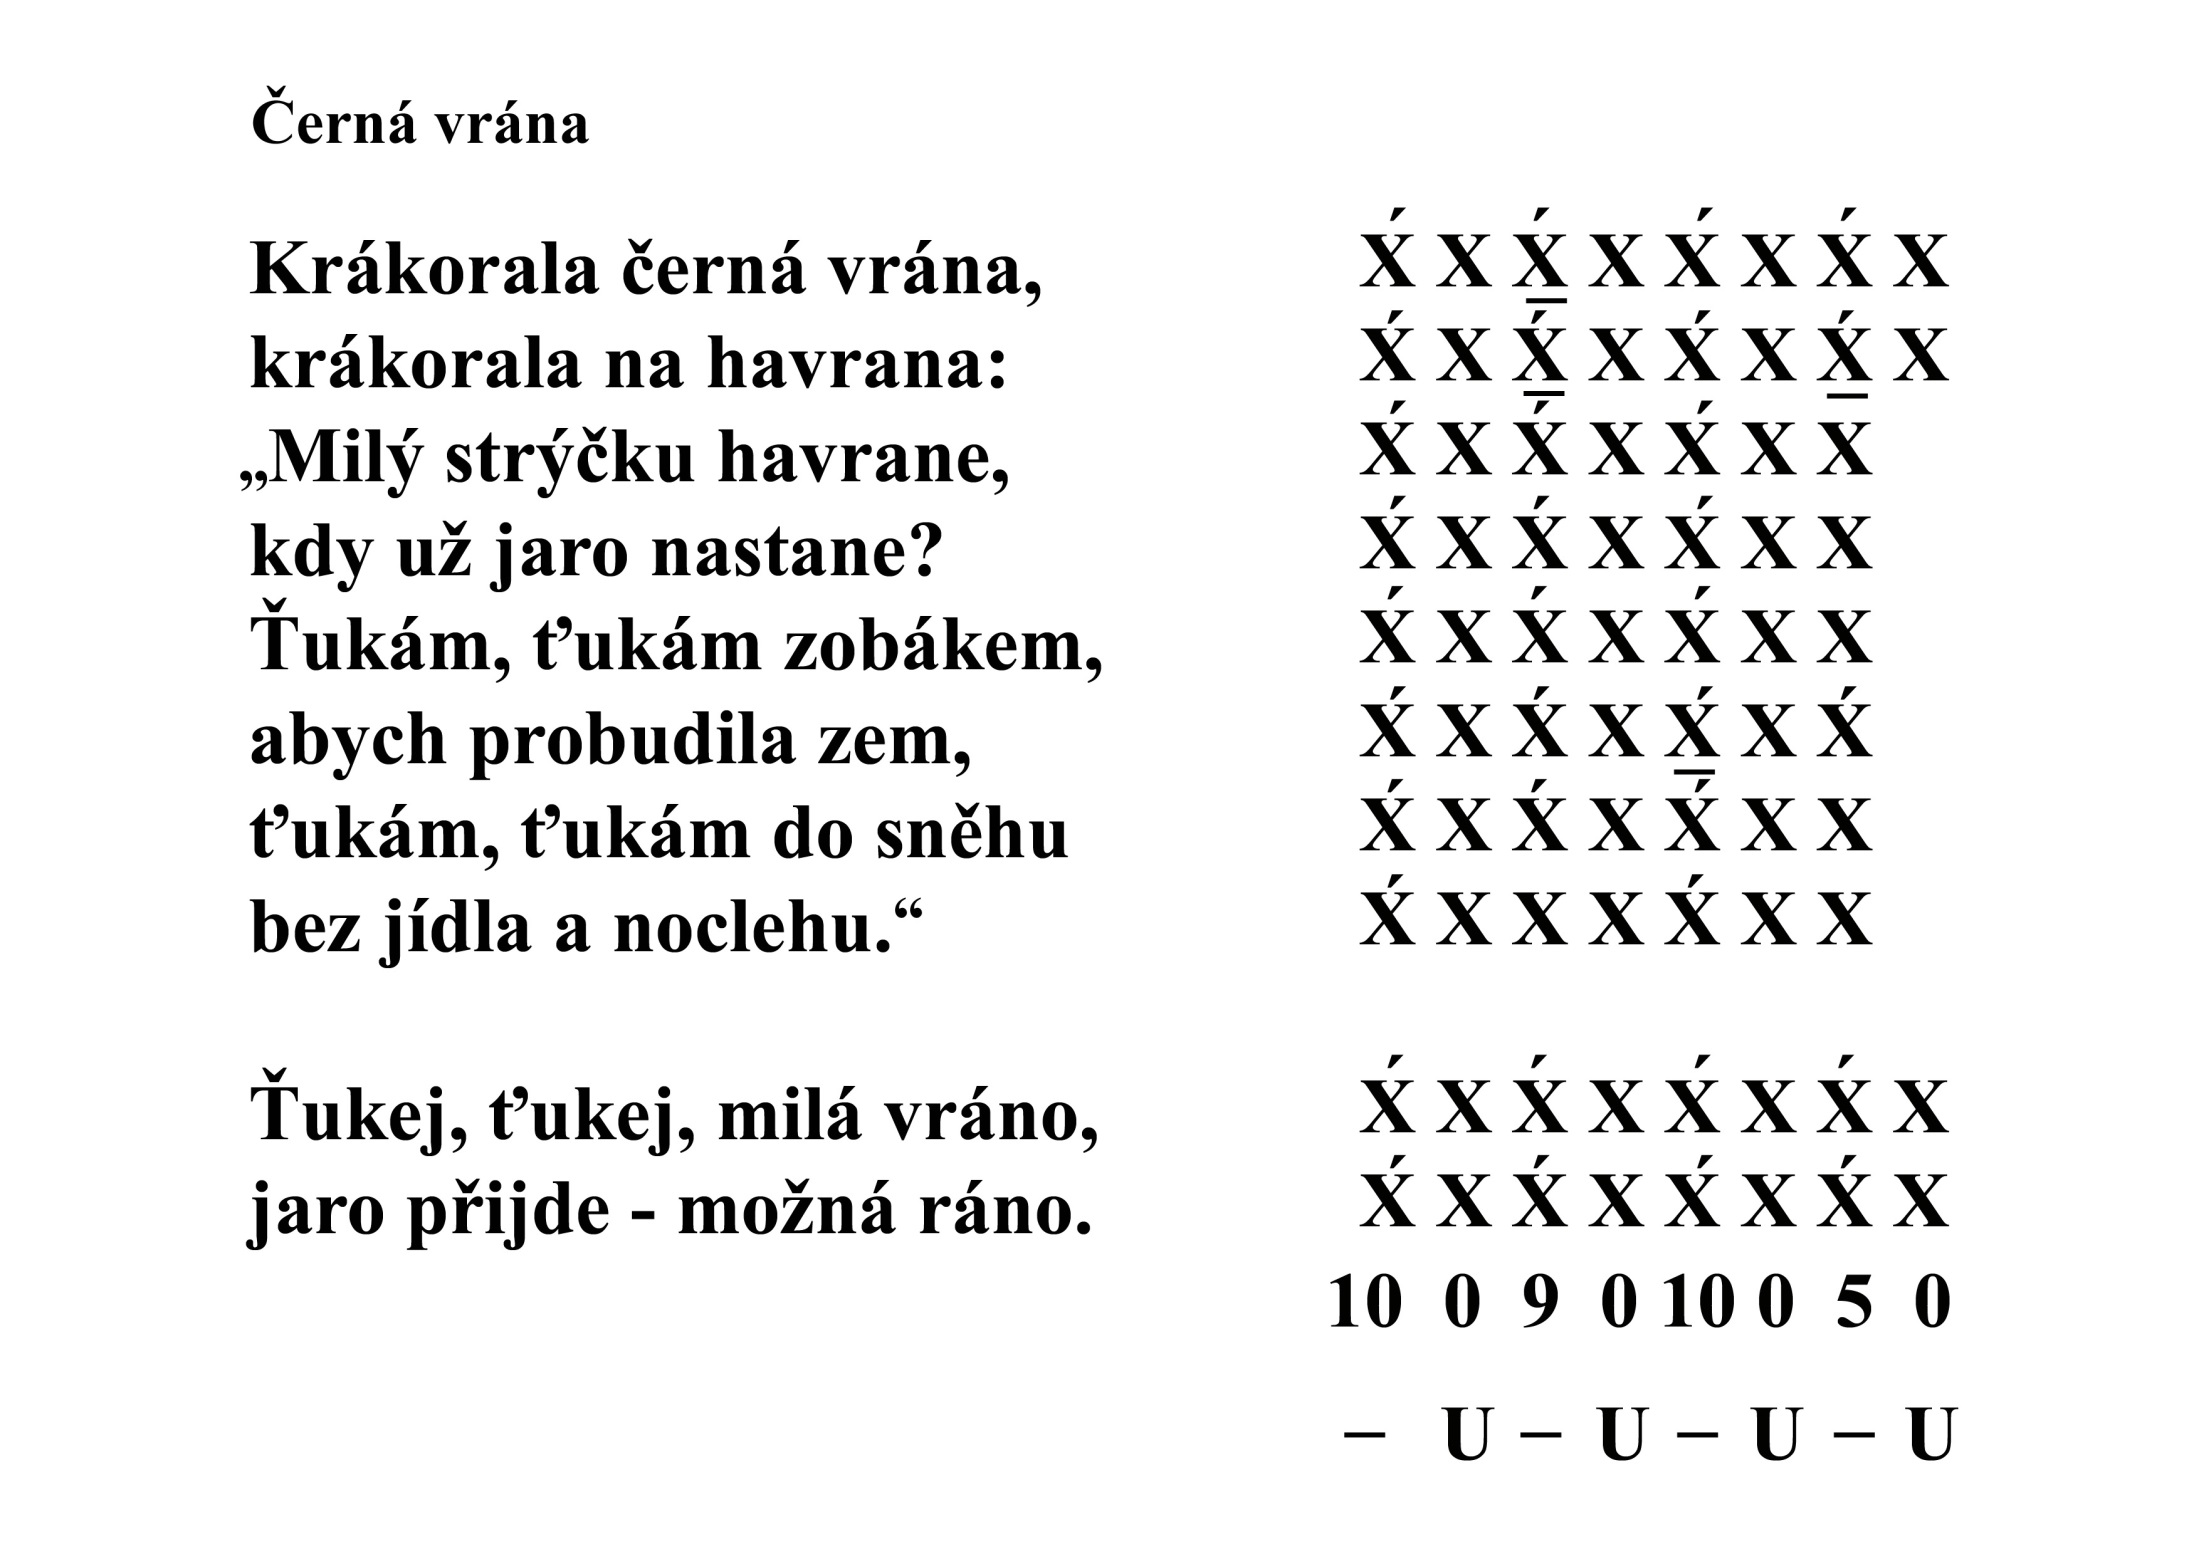 Černá vrána
Krákorala černá vrána, X́ X X́ X X́ X X́ X
krákorala na havrana: X́ X X̱́ X X́ X X́ X
„Milý strýčku havrane, X́ X X̱́ X X́ X X̱
kdy už jaro nastane? X́ X X́ X X́ X X
Ťukám, ťukám zobákem, X́ X X́ X X́ X X
abych probudila zem, X́ X X́ X X́ X X́
ťukám, ťukám do sněhu X́ X X́ X X̱́ X X
bez jídla a noclehu.“ X́ X X X X́ X X
Ťukej, ťukej, milá vráno, X́ X X́ X X́ X X́ X
jaro přijde - možná ráno. X́ X X́ X X́ X X́ X
10 0 9 0 10 0 5 0
– U – U – U – U